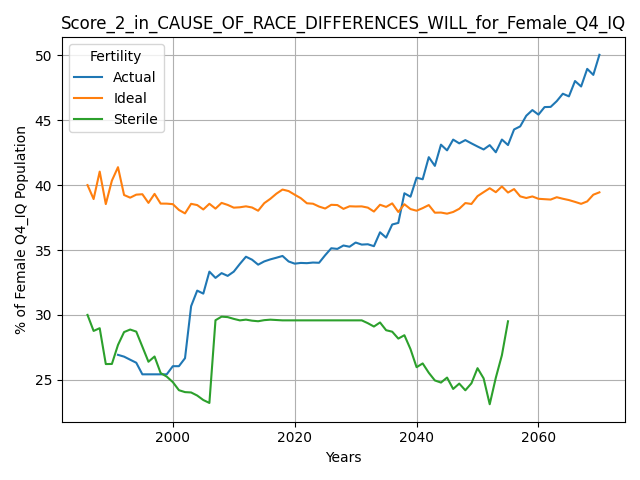 Score_2_in_CAUSE_OF_RACE_DIFFERENCES_WILL_for_Female_Q4_IQ
Fertility
Actual
Ideal
Sterile
% of Female Q4_IQ Population
50
45
40
35
30
25
2000
2020
2040
2060
Years